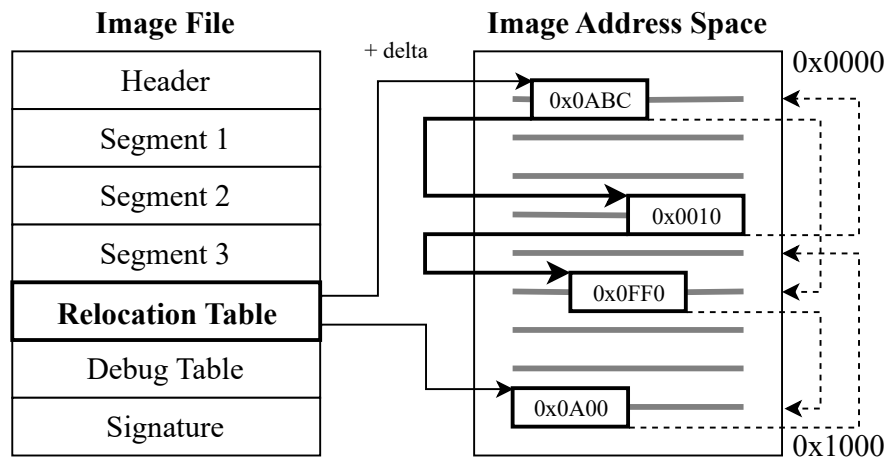 Image File
Header
Segment 1
Segment 2
Segment 3
Relocation Table
Debug Table
Signature
+ delta
Image Address Space
0x0000
0x0ABC
0x0010
0x0FF0
0x0A00
0x1000